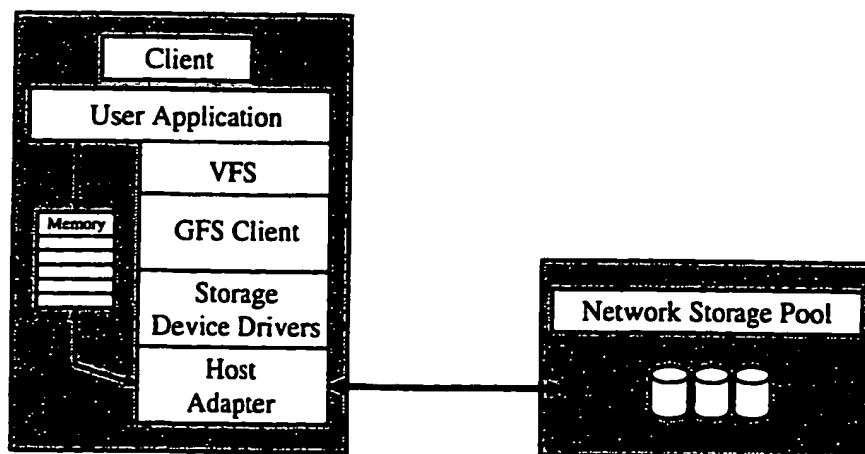 Client
User Application
VFS
Memory
GFS Client
Storage
Device Drivers
Host
Adapter
Network Storage Pool